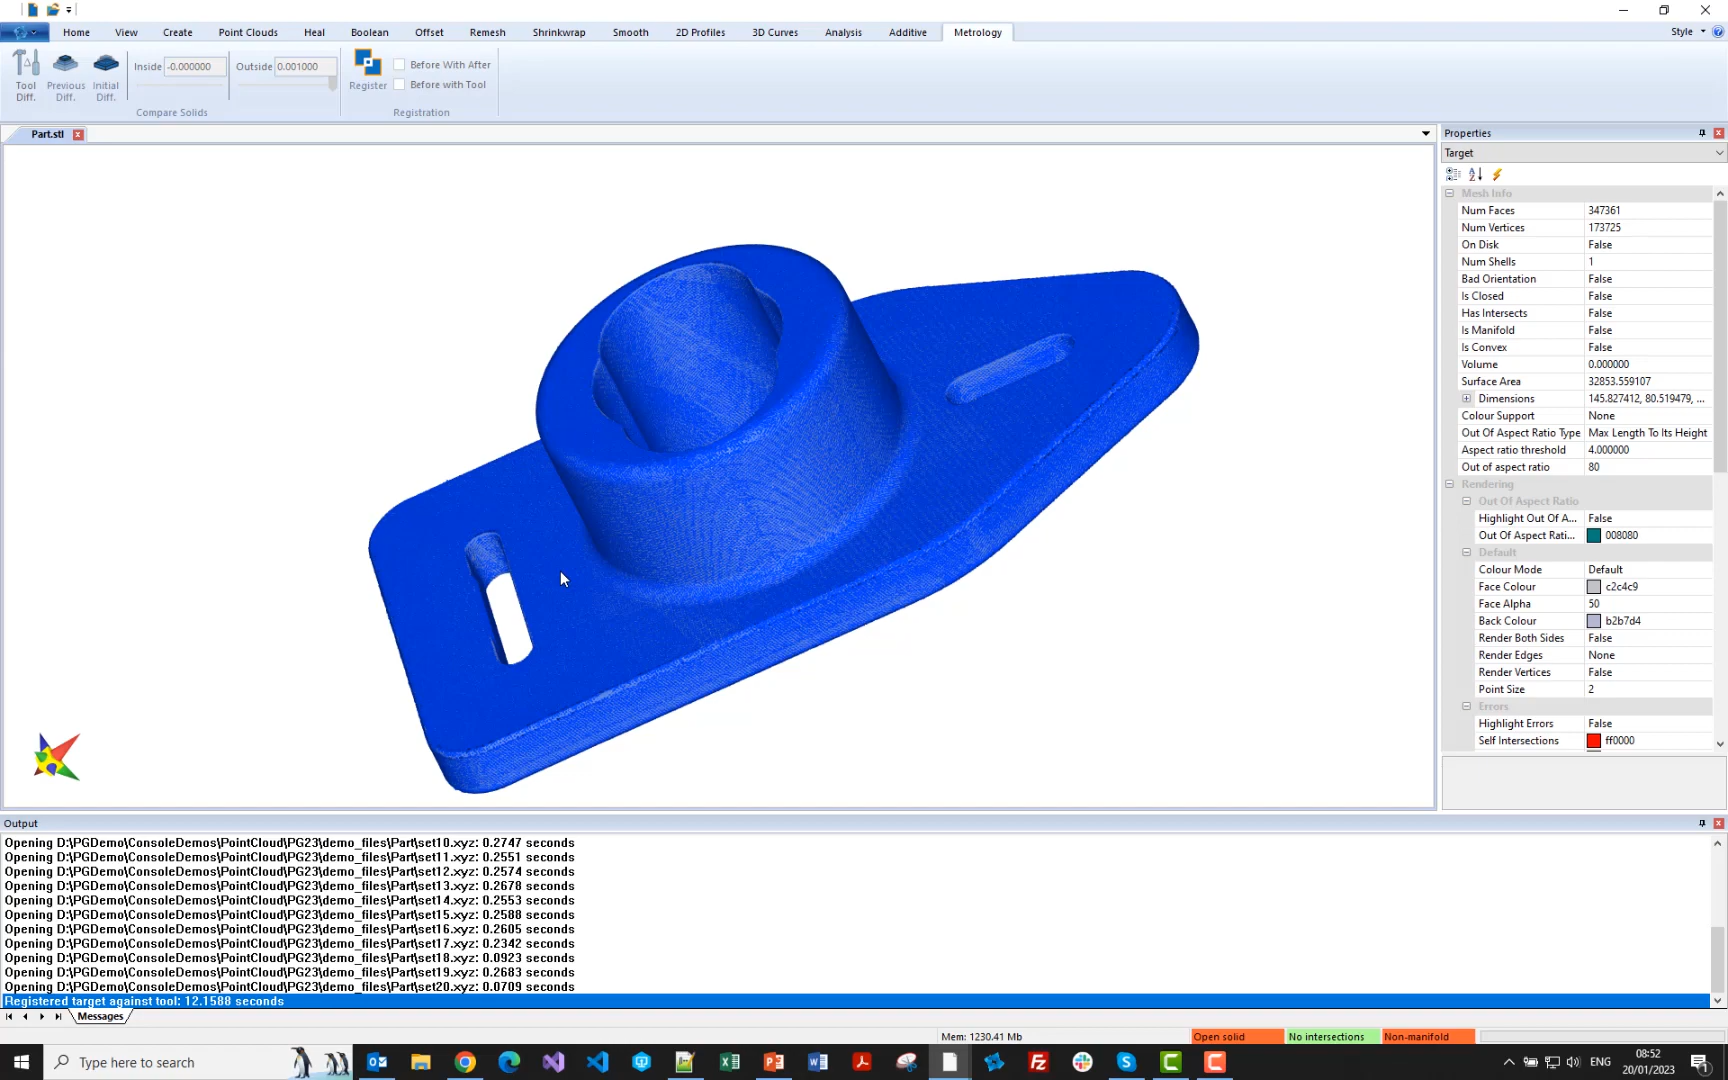 Home View Create Point Clouds Heal Boolean Offset Remesh Shrinkwrap Smooth 2D Profiles 3D Curves Analysis Additive Metrology Style
Tool Diff.
Previous Diff.
Initial Diff.
Inside -0.000000 Outside 0.001000
Compare Solids
Register
Before With After
Before with Tool
Registration
Part.stl
Properties
Target
Mesh Info
Num Faces 347361
Num Vertices 173725
On Disk False
Num Shells 1
Bad Orientation False
Is Closed False
Has Intersects False
Is Manifold False
Is Convex False
Volume 0.000000
Surface Area 32853.559107
Dimensions 145.827412, 80.519479, ...
Colour Support None
Out Of Aspect Ratio Type Max Length To Its Height
Aspect ratio threshold 4.000000
Out of aspect ratio 80
Rendering
Out Of Aspect Ratio
Highlight Out Of A... False
Out Of Aspect Rati... 008080
Default
Colour Mode Default
Face Colour c2c4c9
Face Alpha 50
Back Colour b2b7d4
Render Both Sides False
Render Edges None
Render Vertices False
Point Size 2
Errors
Highlight Errors False
Self Intersections ff0000
Output
Opening D:\PGDemo\ConsoleDemos\PointCloud\PG23\demo_files\Part\set10.xyz: 0.2747 seconds
Opening D:\PGDemo\ConsoleDemos\PointCloud\PG23\demo_files\Part\set11.xyz: 0.2551 seconds
Opening D:\PGDemo\ConsoleDemos\PointCloud\PG23\demo_files\Part\set12.xyz: 0.2574 seconds
Opening D:\PGDemo\ConsoleDemos\PointCloud\PG23\demo_files\Part\set13.xyz: 0.2678 seconds
Opening D:\PGDemo\ConsoleDemos\PointCloud\PG23\demo_files\Part\set14.xyz: 0.2553 seconds
Opening D:\PGDemo\ConsoleDemos\PointCloud\PG23\demo_files\Part\set15.xyz: 0.2588 seconds
Opening D:\PGDemo\ConsoleDemos\PointCloud\PG23\demo_files\Part\set16.xyz: 0.2605 seconds
Opening D:\PGDemo\ConsoleDemos\PointCloud\PG23\demo_files\Part\set17.xyz: 0.2342 seconds
Opening D:\PGDemo\ConsoleDemos\PointCloud\PG23\demo_files\Part\set18.xyz: 0.0923 seconds
Opening D:\PGDemo\ConsoleDemos\PointCloud\PG23\demo_files\Part\set19.xyz: 0.2683 seconds
Opening D:\PGDemo\ConsoleDemos\PointCloud\PG23\demo_files\Part\set20.xyz: 0.0709 seconds
Registered target against tool: 12.1588 seconds
Messages
Mem: 1230.41 Mb Open solid No intersections Non-manifold
Type here to search
ENG
08:52
20/01/2023